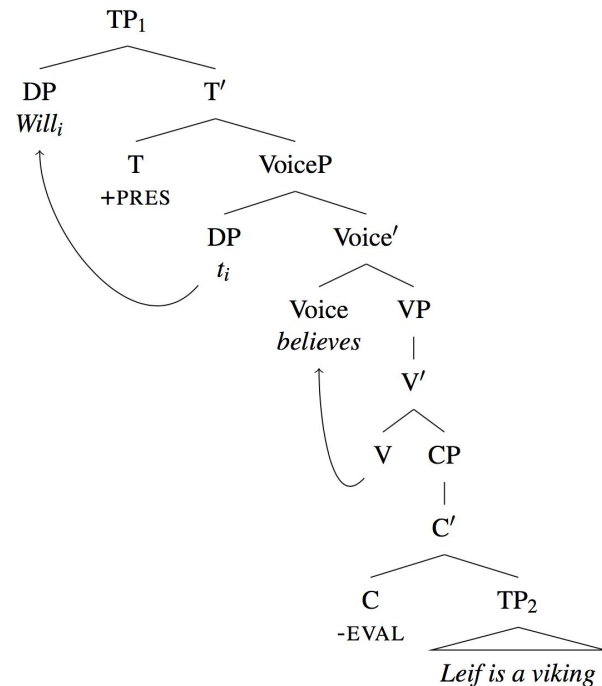 TP₁
DP T′
Willᵢ
T VoiceP
+PRES
DP Voice′
tᵢ
Voice VP
believes
V′
V CP
C′
C TP₂
-EVAL
Leif is a viking